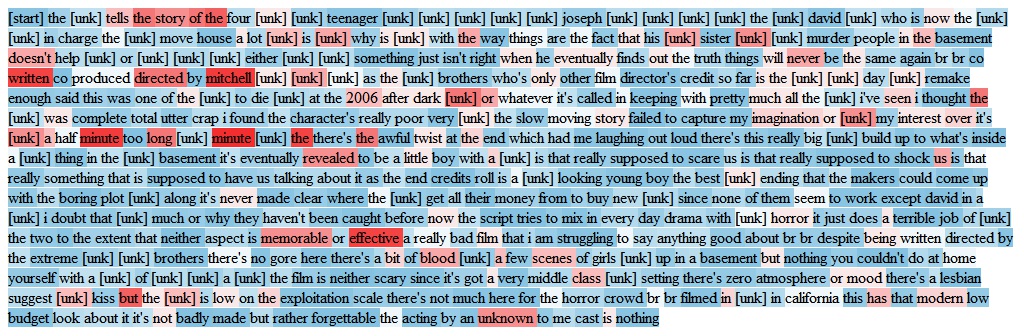 [start] the [unk] tells the story of the four [unk] [unk] teenager [unk] [unk] [unk] [unk] [unk] joseph [unk] [unk] [unk] [unk] the [unk] david [unk] who is now the [unk]
[unk] in charge the [unk] move house a lot [unk] is [unk] why is [unk] with the way things are the fact that his [unk] sister [unk] [unk] murder people in the basement
doesn't help [unk] or [unk] [unk] [unk] either [unk] [unk] something just isn't right when he eventually finds out the truth things will never be the same again br br co
written co produced directed by mitchell [unk] [unk] [unk] as the [unk] brothers who's only other film director's credit so far is the [unk] [unk] day [unk] remake
enough said this was one of the [unk] to die [unk] at the 2006 after dark [unk] or whatever it's called in keeping with pretty much all the [unk] i've seen i thought the
[unk] was complete total utter crap i found the character's really poor very [unk] the slow moving story failed to capture my imagination or [unk] my interest over it's
[unk] a half minute too long [unk] minute [unk] the there's the awful twist at the end which had me laughing out loud there's this really big [unk] build up to what's inside
a [unk] thing in the [unk] basement it's eventually revealed to be a little boy with a [unk] is that really supposed to scare us is that really supposed to shock us is that
really something that is supposed to have us talking about it as the end credits roll is a [unk] looking young boy the best [unk] ending that the makers could come up
with the boring plot [unk] along it's never made clear where the [unk] get all their money from to buy new [unk] since none of them seem to work except david in a
[unk] i doubt that [unk] much or why they haven't been caught before now the script tries to mix in every day drama with [unk] horror it just does a terrible job of [unk]
the two to the extent that neither aspect is memorable or effective a really bad film that i am struggling to say anything good about br br despite being written directed by
the extreme [unk] brothers there's no gore here there's a bit of blood [unk] a few scenes of girls [unk] up in a basement but nothing you couldn't do at home
yourself with a [unk] of [unk] [unk] a [unk] the film is neither scary since it's got a very middle class [unk] setting there's zero atmosphere or mood there's a lesbian
suggest [unk] kiss but the [unk] is low on the exploitation scale there's not much here for the horror crowd br br filmed in [unk] in california this has that modern low
budget look about it it's not badly made but rather forgettable the acting by an unknown to me cast is nothing